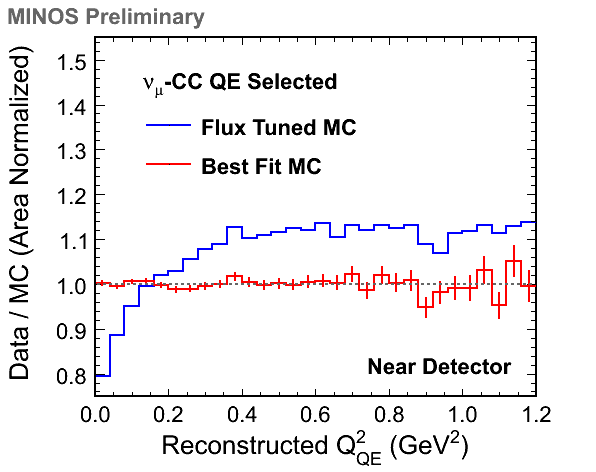 MINOS Preliminary
Data / MC (Area Normalized)
1.5
1.4
1.3
1.2
1.1
1.0
0.9
0.8
νμ-CC QE Selected
Flux Tuned MC
Best Fit MC
Near Detector
0.0 0.2 0.4 0.6 0.8 1.0 1.2
Reconstructed Q²QE (GeV²)